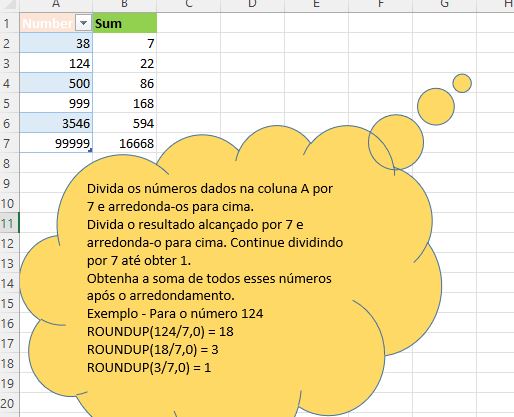 A B C D E F G H
1 Number Sum
2 38 7
3 124 22
4 500 86
5 999 168
6 3546 594
7 99999 16668
8
9
10
11
12
13
14
15
16
17
18
19
20
Divida os números dados na coluna A por
7 e arredonda-os para cima.
Divida o resultado alcançado por 7 e
arredonda-o para cima. Continue dividindo
por 7 até obter 1.
Obtenha a soma de todos esses números
após o arredondamento.
Exemplo - Para o número 124
ROUNDUP(124/7,0) = 18
ROUNDUP(18/7,0) = 3
ROUNDUP(3/7,0) = 1